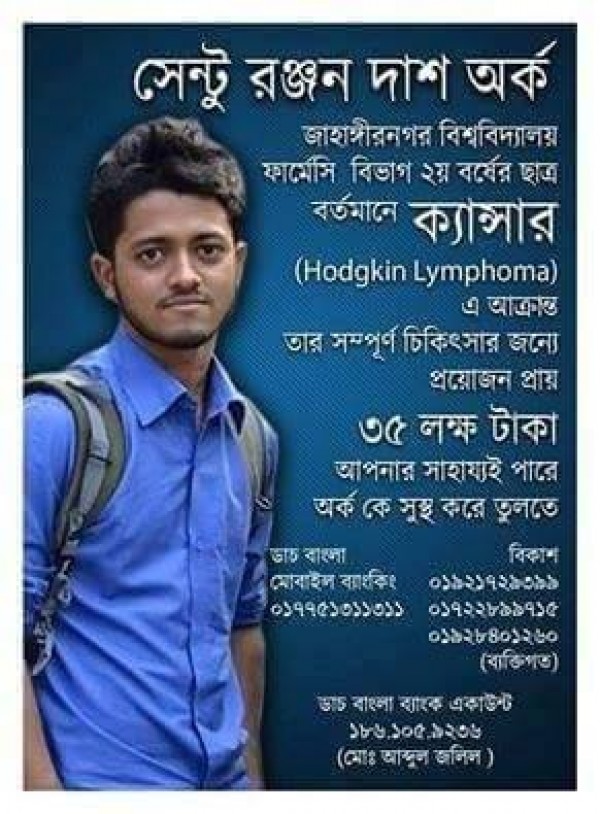 সেন্টু রঞ্জন দাশ অর্ক
জাহাঙ্গীরনগর বিশ্ববিদ্যালয়
ফার্মেসি বিভাগ ২য় বর্ষের ছাত্র
বর্তমানে ক্যান্সার
(Hodgkin Lymphoma)
এ আক্রান্ত
তার সম্পূর্ণ চিকিৎসার জন্যে
প্রয়োজন প্রায়
৩৫ লক্ষ টাকা
আপনার সাহায্যই পারে
অর্ক কে সুস্থ করে তুলতে
ডাচ বাংলা
মোবাইল ব্যাংকিং
০১৭৭৫১৩১১৩১১
বিকাশ
০১৯২১৭২৯৩৯৯
০১৭২২৮৯৯৭১৫
০১৯২৮৪০১২৬০
(ব্যক্তিগত)
ডাচ বাংলা ব্যাংক একাউন্ট
১৮৬.১০৫.৯২৩৬
(মোঃ আব্দুল জলিল )